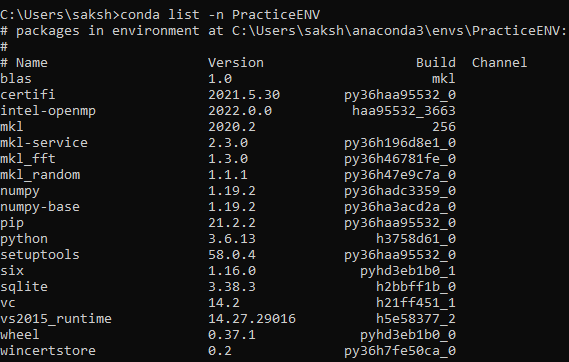 C:\Users\saksh>conda list -n PracticeENV
# packages in environment at C:\Users\saksh\anaconda3\envs\PracticeENV:
#
# Name                    Version                   Build  Channel
blas                      1.0                         mkl
certifi                   2021.5.30        py36haa95532_0
intel-openmp              2022.0.0          haa95532_3663
mkl                       2020.2                      256
mkl-service               2.3.0            py36h196d8e1_0
mkl_fft                   1.3.0            py36h46781fe_0
mkl_random                1.1.1            py36h47e9c7a_0
numpy                     1.19.2           py36hadc3359_0
numpy-base                1.19.2           py36ha3acd2a_0
pip                       21.2.2           py36haa95532_0
python                    3.6.13               h3758d61_0
setuptools                58.0.4           py36haa95532_0
six                       1.16.0             pyhd3eb1b0_1
sqlite                    3.38.3               h2bbff1b_0
vc                        14.2                 h21ff451_1
vs2015_runtime            14.27.29016          h5e58377_2
wheel                     0.37.1             pyhd3eb1b0_0
wincertstore              0.2              py36h7fe50ca_0